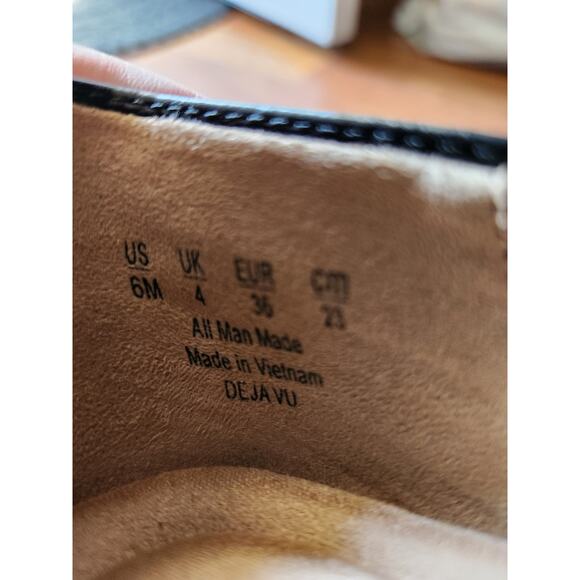 US UK EUR CM
6M 4 36 23
All Man Made
Made in Vietnam
DEJA VU